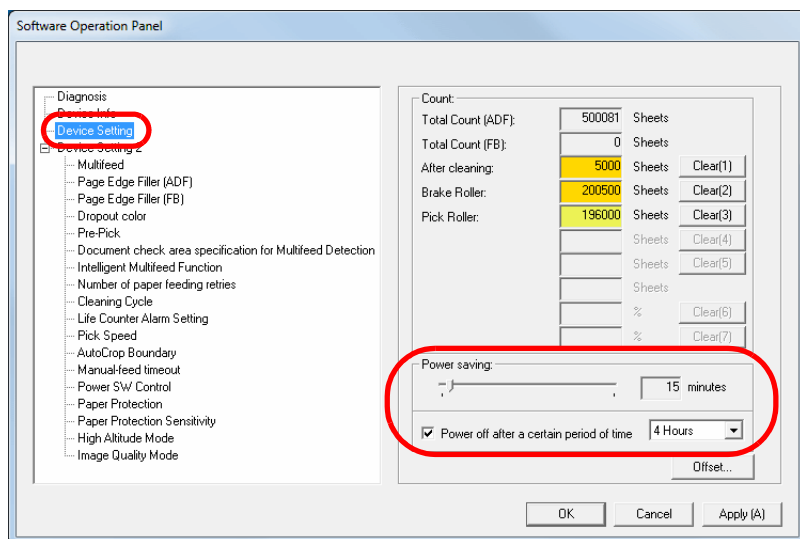 Software Operation Panel
Diagnosis
Device Info
Device Setting
Device Setting 2
Multifeed
Page Edge Filler (ADF)
Page Edge Filler (FB)
Dropout color
Pre-Pick
Document check area specification for Multifeed Detection
Intelligent Multifeed Function
Number of paper feeding retries
Cleaning Cycle
Life Counter Alarm Setting
Pick Speed
AutoCrop Boundary
Manual-feed timeout
Power SW Control
Paper Protection
Paper Protection Sensitivity
High Altitude Mode
Image Quality Mode
Count:
Total Count (ADF): 500081 Sheets
Total Count (FB): 0 Sheets
After cleaning: 5000 Sheets Clear(1)
Brake Roller: 200500 Sheets Clear(2)
Pick Roller: 196000 Sheets Clear(3)
Sheets Clear(4)
Sheets Clear(5)
Sheets
% Clear(6)
% Clear(7)
Power saving:
15 minutes
Power off after a certain period of time 4 Hours
Offset...
OK Cancel Apply (A)